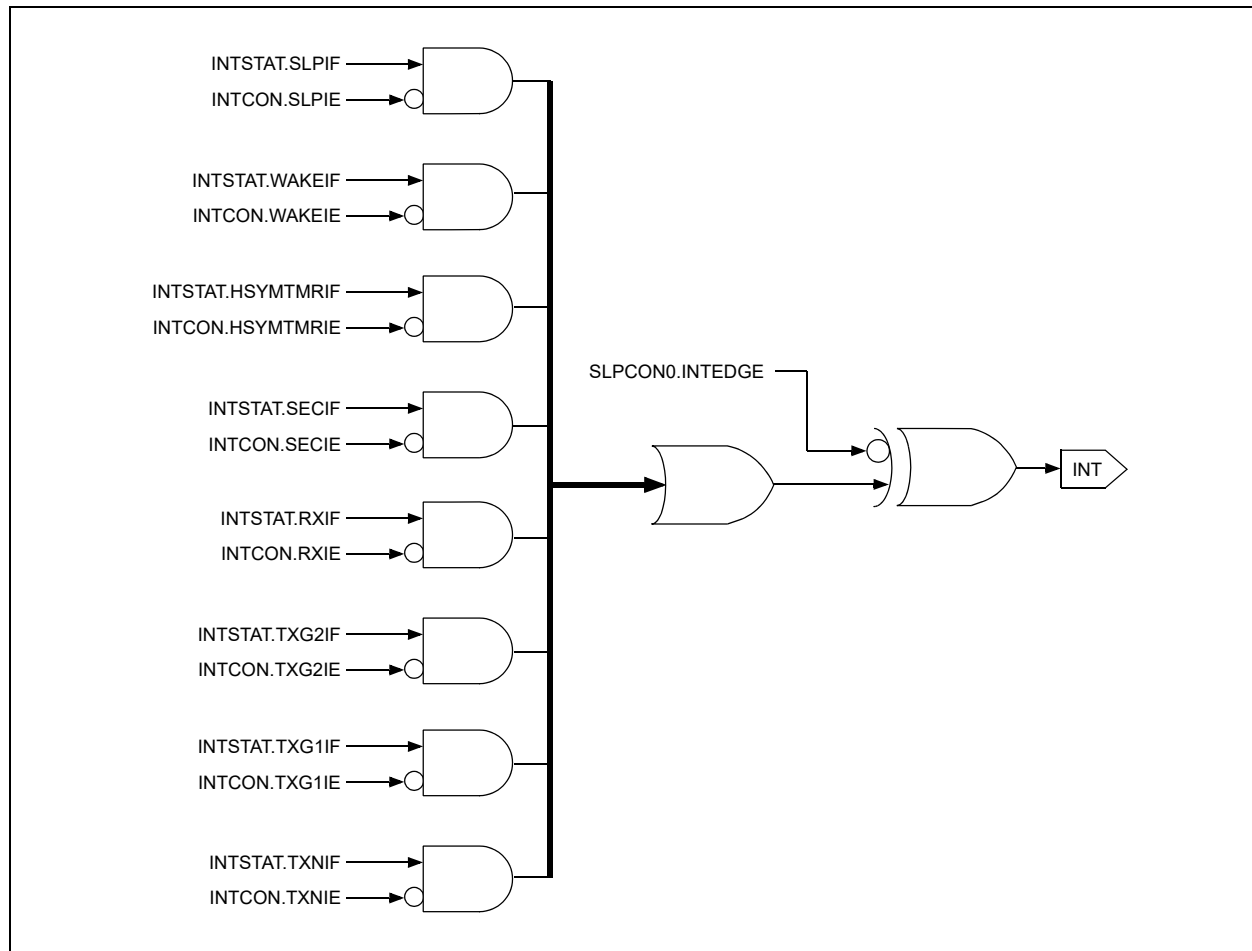 INTSTAT.SLPIF
INTCON.SLPIE
INTSTAT.WAKEIF
INTCON.WAKEIE
INTSTAT.HSYMTMRIF
INTCON.HSYMTMRIE
SLPCON0.INTEDGE
INTSTAT.SECIF
INTCON.SECIE
INT
INTSTAT.RXIF
INTCON.RXIE
INTSTAT.TXG2IF
INTCON.TXG2IE
INTSTAT.TXG1IF
INTCON.TXG1IE
INTSTAT.TXNIF
INTCON.TXNIE